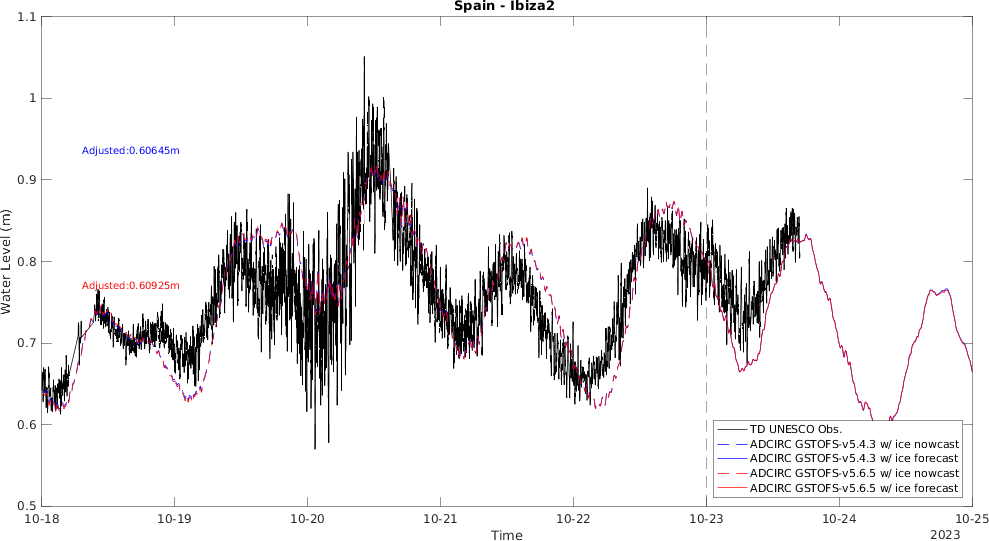 Spain - Ibiza2
1.1
1
0.9
0.8
0.7
0.6
0.5
Water Level (m)
Adjusted:0.60645m
Adjusted:0.60925m
TD UNESCO Obs.
ADCIRC GSTOFS-v5.4.3 w/ ice nowcast
ADCIRC GSTOFS-v5.4.3 w/ ice forecast
ADCIRC GSTOFS-v5.6.5 w/ ice nowcast
ADCIRC GSTOFS-v5.6.5 w/ ice forecast
10-18 10-19 10-20 10-21 10-22 10-23 10-24 10-25
Time
2023